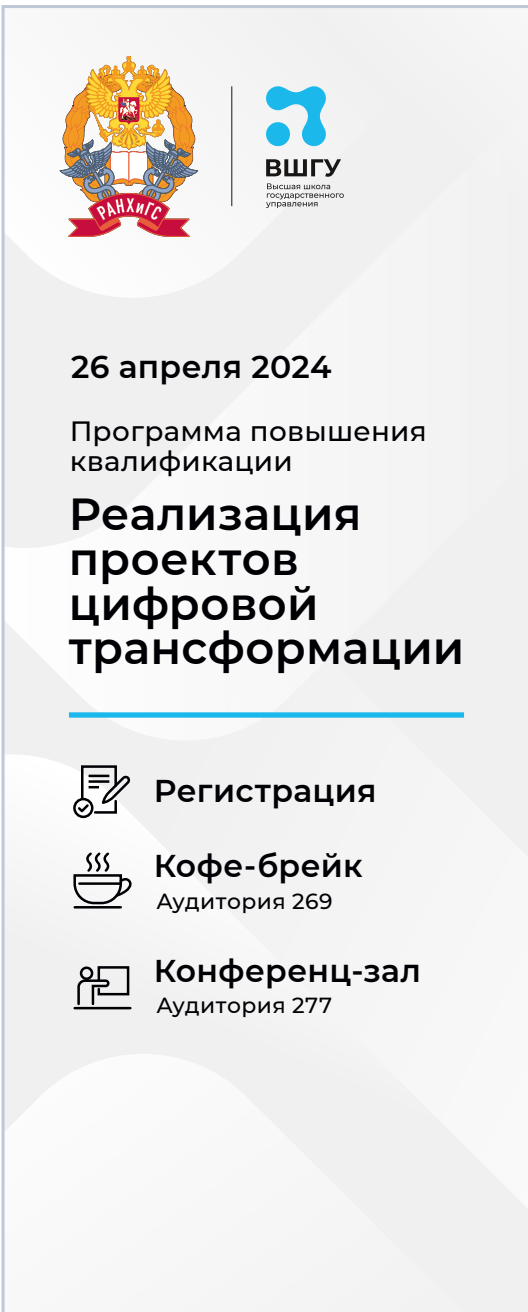 РАНХиГС
ВШГУ
Высшая школа
государственного
управления
26 апреля 2024
Программа повышения
квалификации
Реализация
проектов
цифровой
трансформации
Регистрация
Кофе-брейк
Аудитория 269
Конференц-зал
Аудитория 277